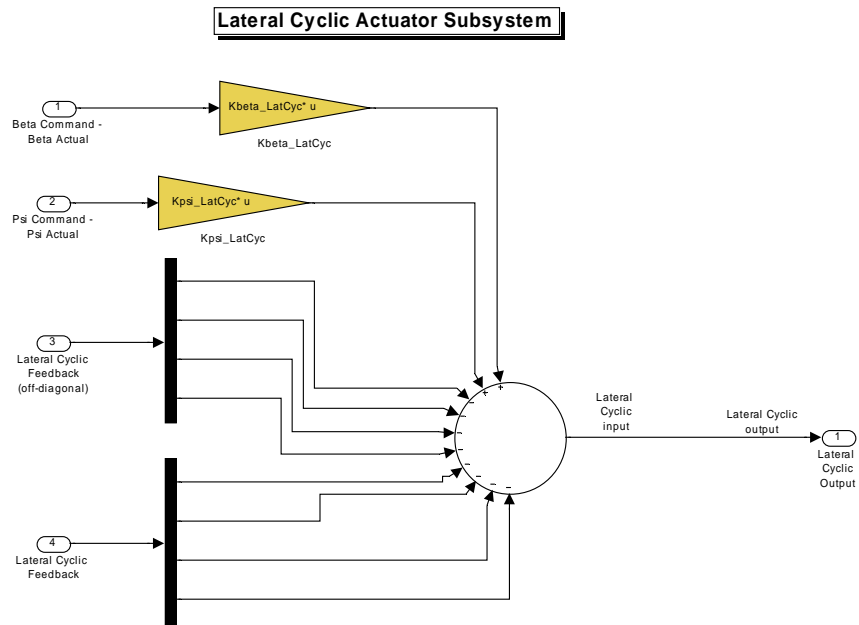 Lateral Cyclic Actuator Subsystem
1
Beta Command -
Beta Actual
Kbeta_LatCyc* u
Kbeta_LatCyc
2
Psi Command -
Psi Actual
Kpsi_LatCyc* u
Kpsi_LatCyc
3
Lateral Cyclic
Feedback
(off-diagonal)
4
Lateral Cyclic
Feedback
+
+
-
-
-
-
-
-
-
-
Lateral
Cyclic
input
Lateral Cyclic
output
1
Lateral
Cyclic
Output